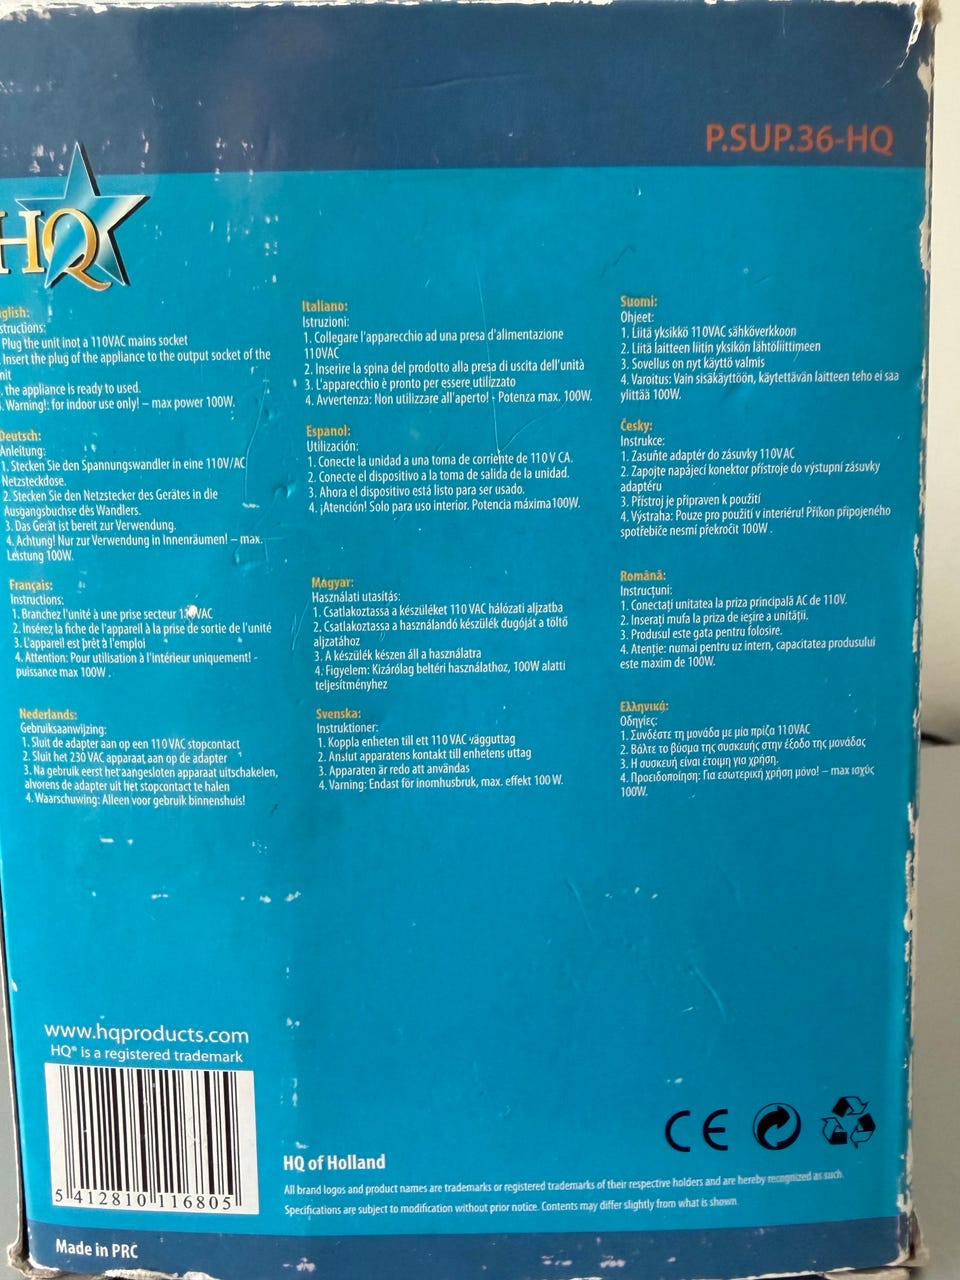 P.SUP.36-HQ
HQ
glish:
structions:
Plug the unit inot a 110VAC mains socket
Insert the plug of the appliance to the output socket of the
nit
. the appliance is ready to used.
. Warning!: for indoor use only! – max power 100W.
Deutsch:
Anleitung:
1. Stecken Sie den Spannungswandler in eine 110V/AC
Netzsteckdose.
2. Stecken Sie den Netzstecker des Gerätes in die
Ausgangsbuchse des Wandlers.
3. Das Gerät ist bereit zur Verwendung.
4. Achtung! Nur zur Verwendung in Innenräumen! – max.
Leistung 100W.
Français:
Instructions:
1. Branchez l'unité à une prise secteur 110VAC
2. Insérez la fiche de l'appareil à la prise de sortie de l'unité
3. L'appareil est prêt à l'emploi
4. Attention: Pour utilisation à l'intérieur uniquement! -
puissance max 100W .
Nederlands:
Gebruiksaanwijzing:
1. Sluit de adapter aan op een 110VAC stopcontact
2. Sluit het 230 VAC apparaat aan op de adapter
3. Na gebruik eerst het aangesloten apparaat uitschakelen,
alvorens de adapter uit het stopcontact te halen
4. Waarschuwing: Alleen voor gebruik binnenshuis!
Italiano:
Istruzioni:
1. Collegare l'apparecchio ad una presa d'alimentazione
110VAC
2. Inserire la spina del prodotto alla presa di uscita dell'unità
3. L'apparecchio è pronto per essere utilizzato
4. Avvertenza: Non utilizzare all'aperto! - Potenza max. 100W.
Espanol:
Utilización:
1. Conecte la unidad a una toma de corriente de 110 V CA.
2. Conecte el dispositivo a la toma de salida de la unidad.
3. Ahora el dispositivo está listo para ser usado.
4. ¡Atención! Solo para uso interior. Potencia máxima100W.
Magyar:
Használati utasítás:
1. Csatlakoztassa a készüléket 110 VAC hálózati aljzatba
2. Csatlakoztassa a használandó készülék dugóját a töltő
aljzatához
3. A készülék készen áll a használatra
4. Figyelem: Kizárólag beltéri használathoz, 100W alatti
teljesítményhez
Svenska:
Instruktioner:
1. Koppla enheten till ett 110 VAC vägguttag
2. Anslut apparatens kontakt till enhetens uttag
3. Apparaten är redo att användas
4. Varning: Endast för inomhusbruk, max. effekt 100 W.
Suomi:
Ohjeet:
1. Liitä yksikkö 110VAC sähköverkkoon
2. Liitä laitteen liitin yksikön lähtöliittimeen
3. Sovellus on nyt käyttö valmis
4. Varoitus: Vain sisäkäyttöön, käytettävän laitteen teho ei saa
ylittää 100W.
Česky:
Instrukce:
1. Zasuňte adaptér do zásuvky 110VAC
2. Zapojte napájecí konektor přístroje do výstupní zásuvky
adaptéru
3. Přístroj je připraven k použití
4. Výstraha: Pouze pro použití v interiéru! Příkon připojeného
spotřebiče nesmí překročit 100W .
Română:
Instrucțuni:
1. Conectați unitatea la priza principală AC de 110V.
2. Inserați mufa la priza de ieșire a unității.
3. Produsul este gata pentru folosire.
4. Atenție: numai pentru uz intern, capacitatea produsului
este maxim de 100W.
Ελληνικά:
Οδηγίες:
1. Συνδέστε τη μονάδα με μία πρίζα 110VAC
2. Βάλτε το βύσμα της συσκευής στην έξοδο της μονάδας
3. Η συσκευή είναι έτοιμη για χρήση.
4. Προειδοποίηση: Για εσωτερική χρήση μόνο! – max ισχύς
100W.
www.hqproducts.com
HQ® is a registered trademark
5 412810 116805
CE
HQ of Holland
All brand logos and product names are trademarks or registered trademarks of their respective holders and are hereby recognized as such.
Specifications are subject to modification without prior notice. Contents may differ slightly from what is shown.
Made in PRC